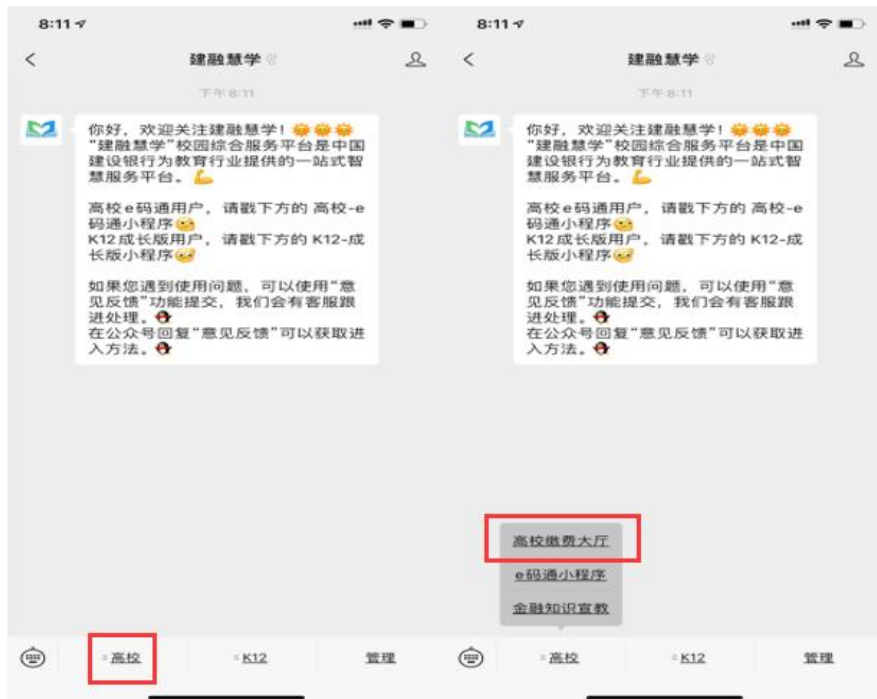 8:11
建融慧学
下午 8:11
你好，欢迎关注建融慧学！
“建融慧学”校园综合服务平台是中国
建设银行为教育行业提供的一站式智
慧服务平台。
高校e码通用户，请戳下方的 高校-e
码通小程序
K12成长版用户，请戳下方的 K12-成
长版小程序
如果您遇到使用问题，可以使用“意
见反馈”功能提交，我们会有客服跟
进处理。
在公众号回复“意见反馈”可以获取进
入方法。
高校
K12
管理
8:11
建融慧学
下午 8:11
你好，欢迎关注建融慧学！
“建融慧学”校园综合服务平台是中国
建设银行为教育行业提供的一站式智
慧服务平台。
高校e码通用户，请戳下方的 高校-e
码通小程序
K12成长版用户，请戳下方的 K12-成
长版小程序
如果您遇到使用问题，可以使用“意
见反馈”功能提交，我们会有客服跟
进处理。
在公众号回复“意见反馈”可以获取进
入方法。
高校缴费大厅
e码通小程序
金融知识宣教
高校
K12
管理